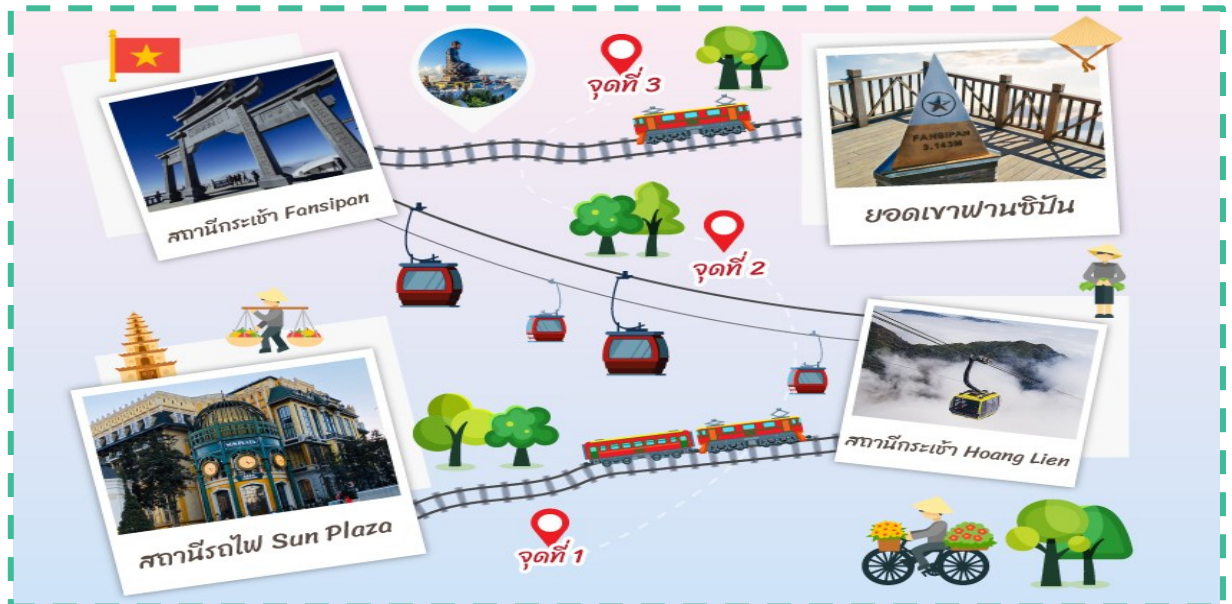 จุดที่ 3
FANSIPAN
3.143M
สถานีกระเช้า Fansipan
ยอดเขาฟานซิปัน
จุดที่ 2
สถานีกระเช้า Hoang Lien
SUN PLAZA
สถานีรถไฟ Sun Plaza
จุดที่ 1